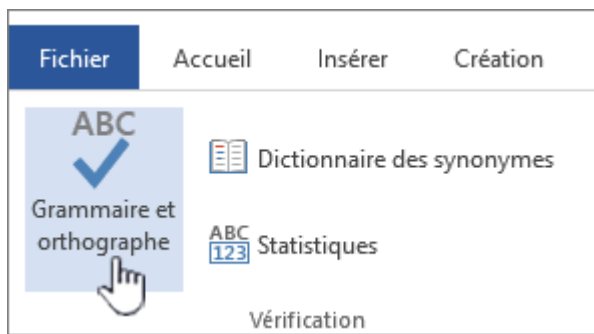 Fichier Accueil Insérer Création
ABC
Grammaire et
orthographe
Dictionnaire des synonymes
ABC
123
Statistiques
Vérification